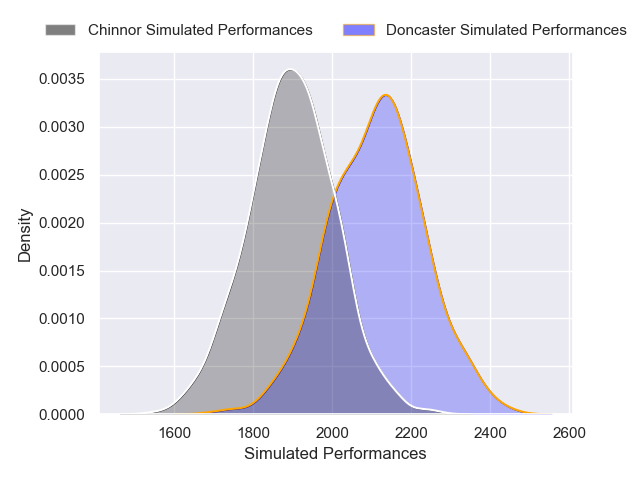 Chinnor Simulated Performances
Doncaster Simulated Performances
0.0035
0.0030
0.0025
0.0020
0.0015
0.0010
0.0005
0.0000
Density
1600 1800 2000 2200 2400 2600
Simulated Performances